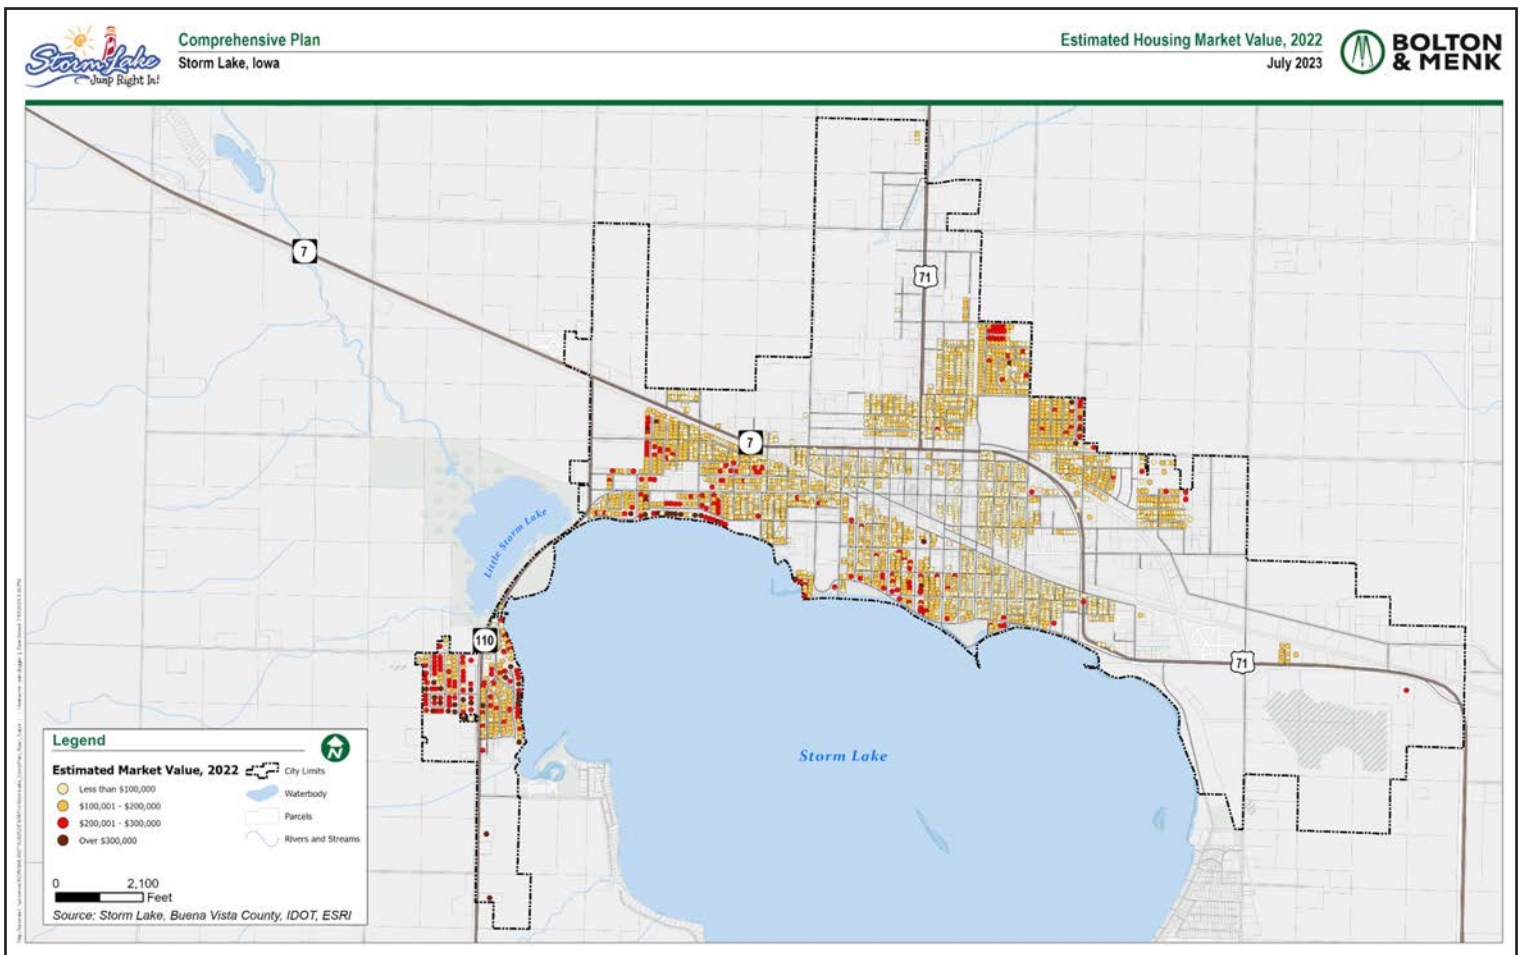 Storm Lake
Jump Right In!
Comprehensive Plan
Storm Lake, Iowa
Estimated Housing Market Value, 2022
July 2023
BOLTON
& MENK
7
71
7
Little Storm Lake
110
71
Storm Lake
Legend
N
Estimated Market Value, 2022
Less than $100,000
$100,001 - $200,000
$200,001 - $300,000
Over $300,000
City Limits
Waterbody
Parcels
Rivers and Streams
0 2,100
Feet
Source: Storm Lake, Buena Vista County, IDOT, ESRI